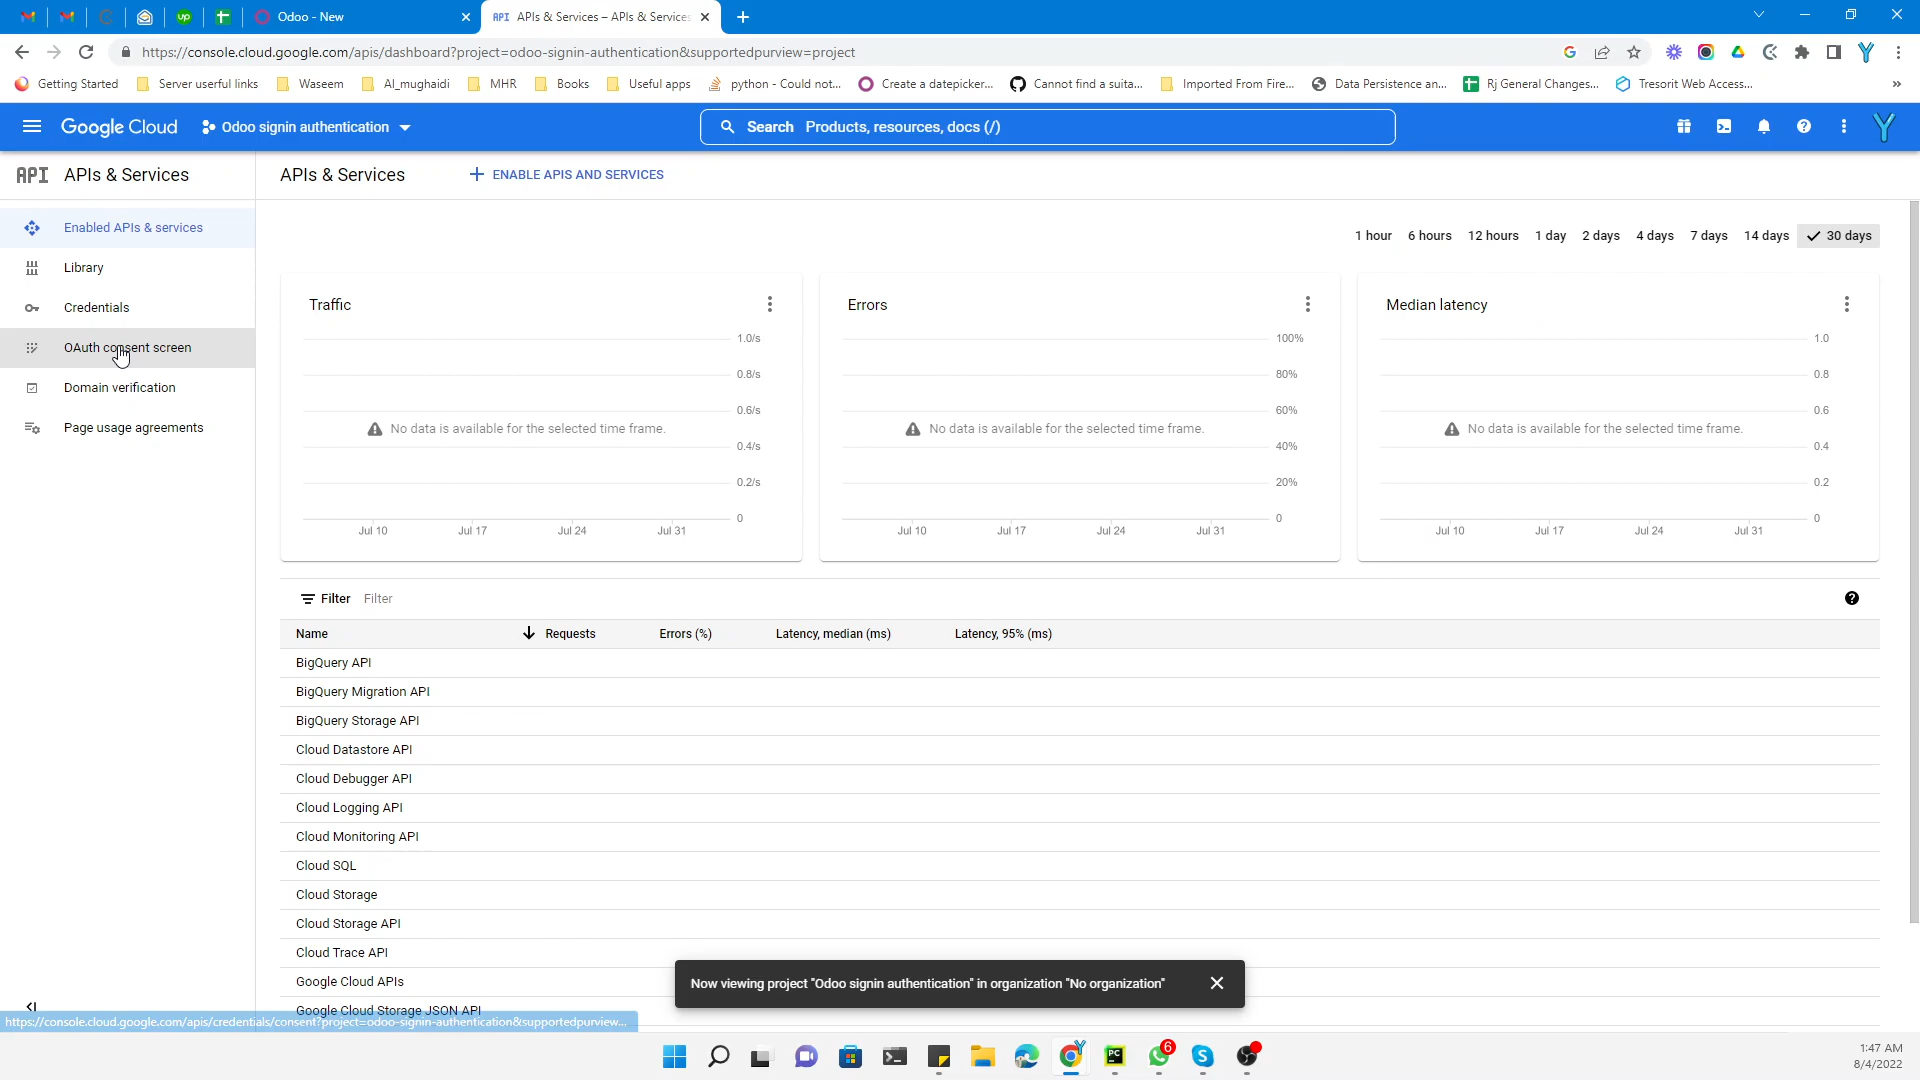 Odoo - New
API APIs & Services – APIs & Services
https://console.cloud.google.com/apis/dashboard?project=odoo-signin-authentication&supportedpurview=project
Getting Started
Server userful links
Waseem
Al_mughaidi
MHR
Books
Useful apps
python - Could not...
Create a datepicker...
Cannot find a suita...
Imported From Fire...
Data Persistence an...
Rj General Changes...
Tresorit Web Access...
Google Cloud
Odoo signin authentication
Search Products, resources, docs (/)
API APIs & Services
APIs & Services
ENABLE APIS AND SERVICES
Enabled APIs & services
Library
Credentials
OAuth consent screen
Domain verification
Page usage agreements
1 hour 6 hours 12 hours 1 day 2 days 4 days 7 days 14 days 30 days
Traffic
1.0/s
0.8/s
0.6/s
No data is available for the selected time frame.
0.4/s
0.2/s
0
Jul 10 Jul 17 Jul 24 Jul 31
Errors
100%
80%
60%
No data is available for the selected time frame.
40%
20%
0
Jul 10 Jul 17 Jul 24 Jul 31
Median latency
1.0
0.8
0.6
No data is available for the selected time frame.
0.4
0.2
0
Jul 10 Jul 17 Jul 24 Jul 31
Filter Filter
Name Requests Errors (%) Latency, median (ms) Latency, 95% (ms)
BigQuery API
BigQuery Migration API
BigQuery Storage API
Cloud Datastore API
Cloud Debugger API
Cloud Logging API
Cloud Monitoring API
Cloud SQL
Cloud Storage
Cloud Storage API
Cloud Trace API
Google Cloud APIs
Google Cloud Storage JSON API
Now viewing project "Odoo signin authentication" in organization "No organization"
https://console.cloud.google.com/apis/credentials/consent?project=odoo-signin-authentication&supportedpurview...
6
1:47 AM
8/4/2022